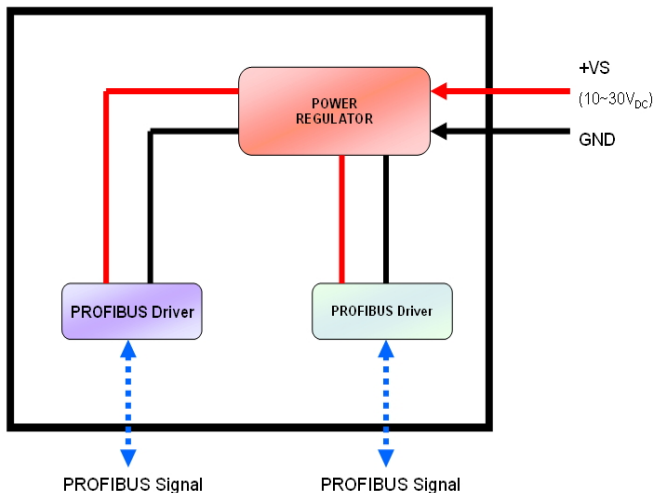 +VS
(10~30VDC)
GND
POWER
REGULATOR
PROFIBUS Driver
PROFIBUS Driver
PROFIBUS Signal
PROFIBUS Signal